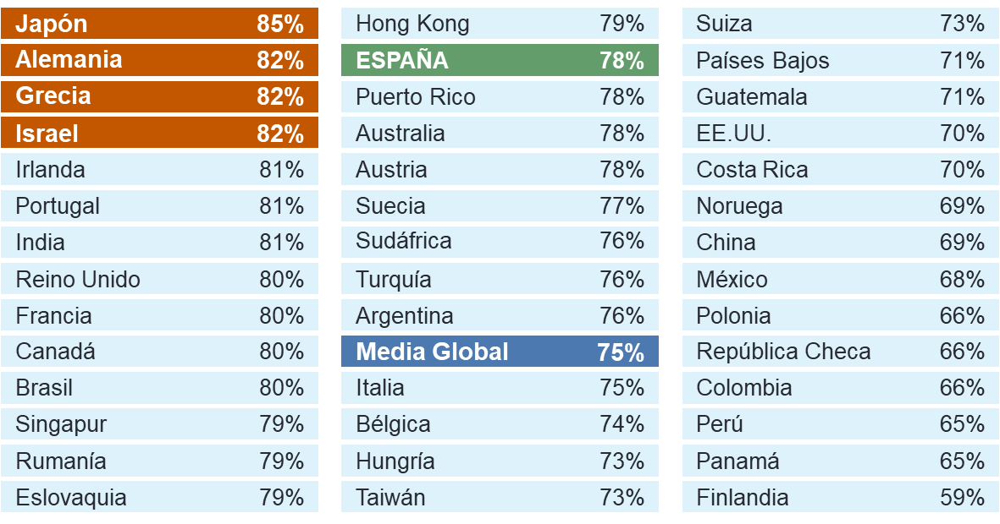 Japón 85%
Alemania 82%
Grecia 82%
Israel 82%
Irlanda 81%
Portugal 81%
India 81%
Reino Unido 80%
Francia 80%
Canadá 80%
Brasil 80%
Singapur 79%
Rumanía 79%
Eslovaquia 79%
Hong Kong 79%
ESPAÑA 78%
Puerto Rico 78%
Australia 78%
Austria 78%
Suecia 77%
Sudáfrica 76%
Turquía 76%
Argentina 76%
Media Global 75%
Italia 75%
Bélgica 74%
Hungría 73%
Taiwán 73%
Suiza 73%
Países Bajos 71%
Guatemala 71%
EE.UU. 70%
Costa Rica 70%
Noruega 69%
China 69%
México 68%
Polonia 66%
República Checa 66%
Colombia 66%
Perú 65%
Panamá 65%
Finlandia 59%